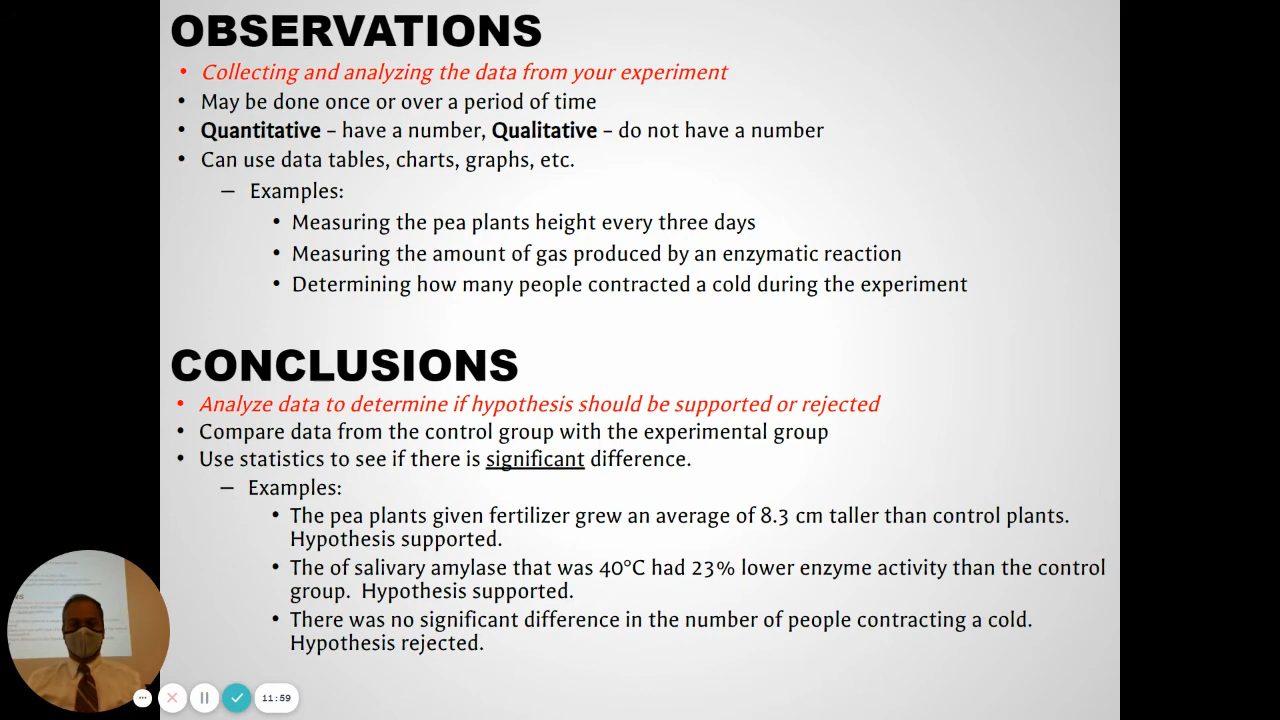 OBSERVATIONS
• Collecting and analyzing the data from your experiment
• May be done once or over a period of time
• Quantitative – have a number, Qualitative – do not have a number
• Can use data tables, charts, graphs, etc.
– Examples:
• Measuring the pea plants height every three days
• Measuring the amount of gas produced by an enzymatic reaction
• Determining how many people contracted a cold during the experiment
CONCLUSIONS
• Analyze data to determine if hypothesis should be supported or rejected
• Compare data from the control group with the experimental group
• Use statistics to see if there is significant difference.
– Examples:
• The pea plants given fertilizer grew an average of 8.3 cm taller than control plants.
Hypothesis supported.
• The of salivary amylase that was 40°C had 23% lower enzyme activity than the control
group. Hypothesis supported.
• There was no significant difference in the number of people contracting a cold.
Hypothesis rejected.
11:59